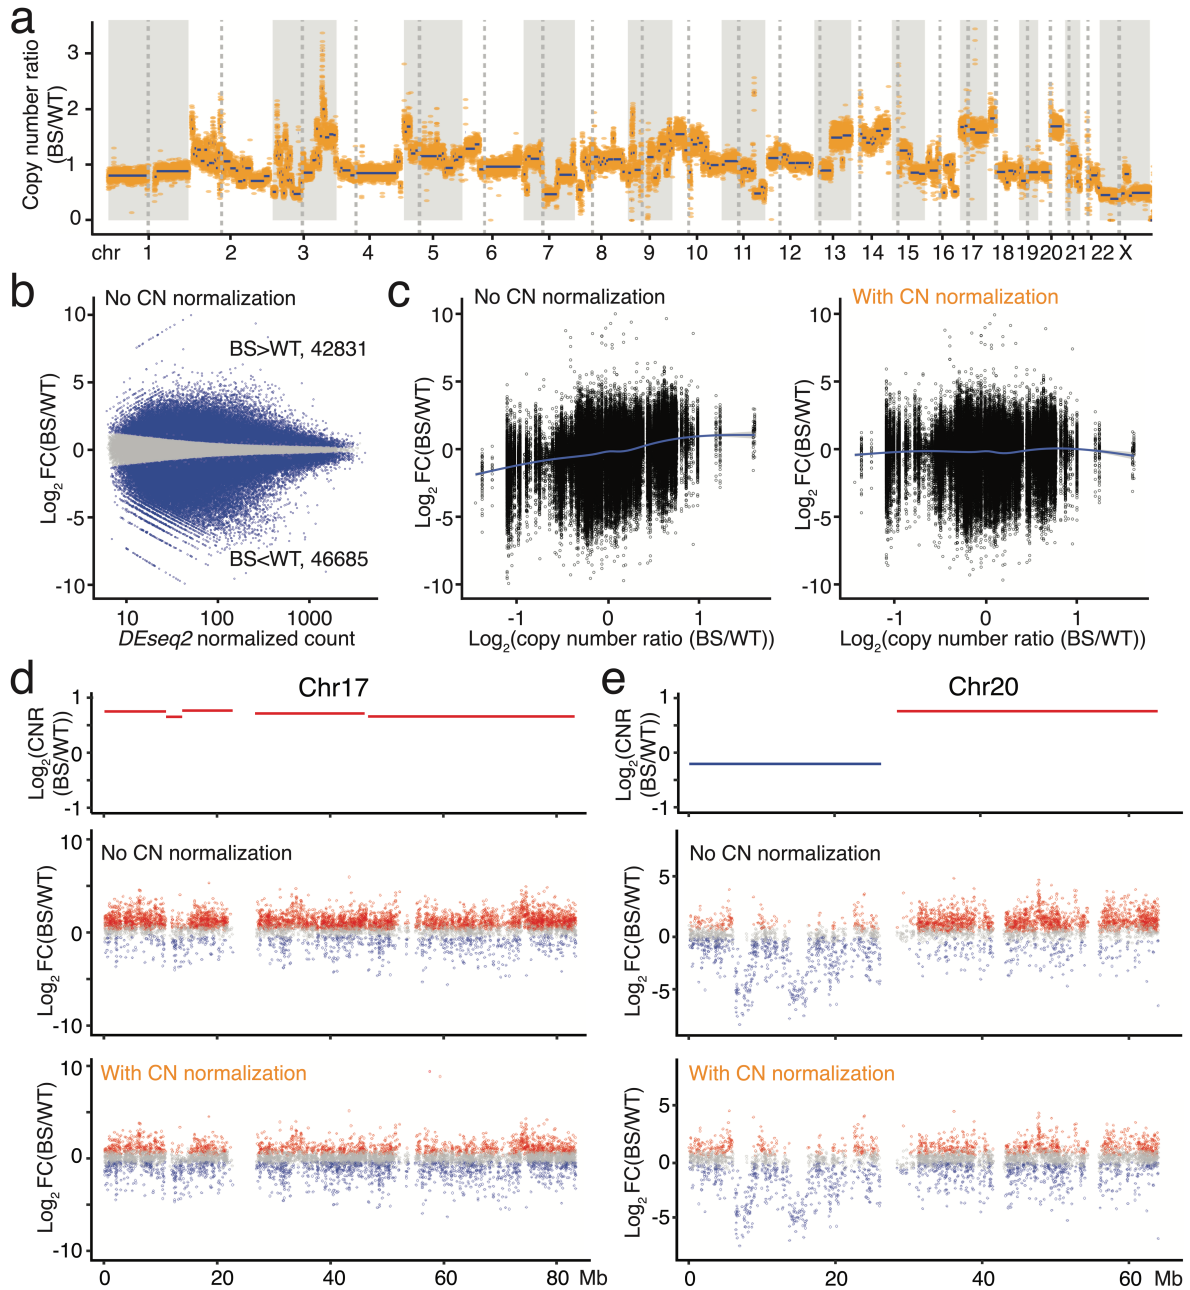 a
Copy number ratio
(BS/WT)
3
2
1
0
chr 1 2 3 4 5 6 7 8 9 10 11 12 13 14 15 16 17 18 19 20 21 22 X
b
No CN normalization
BS>WT, 42831
BS<WT, 46685
Log2 FC(BS/WT)
10
5
0
-5
-10
10 100 1000
DEseq2 normalized count
c
No CN normalization
Log2 FC(BS/WT)
10
5
0
-5
-10
-1 0 1
Log2(copy number ratio (BS/WT))
With CN normalization
Log2 FC(BS/WT)
10
5
0
-5
-10
-1 0 1
Log2(copy number ratio (BS/WT))
d
Chr17
Log2(CNR
(BS/WT))
1
0
-1
No CN normalization
Log2 FC(BS/WT)
10
0
-10
With CN normalization
Log2 FC(BS/WT)
10
0
-10
0 20 40 60 80 Mb
e
Chr20
Log2(CNR
(BS/WT))
1
0
-1
No CN normalization
Log2 FC(BS/WT)
5
0
-5
With CN normalization
Log2 FC(BS/WT)
5
0
-5
0 20 40 60 Mb